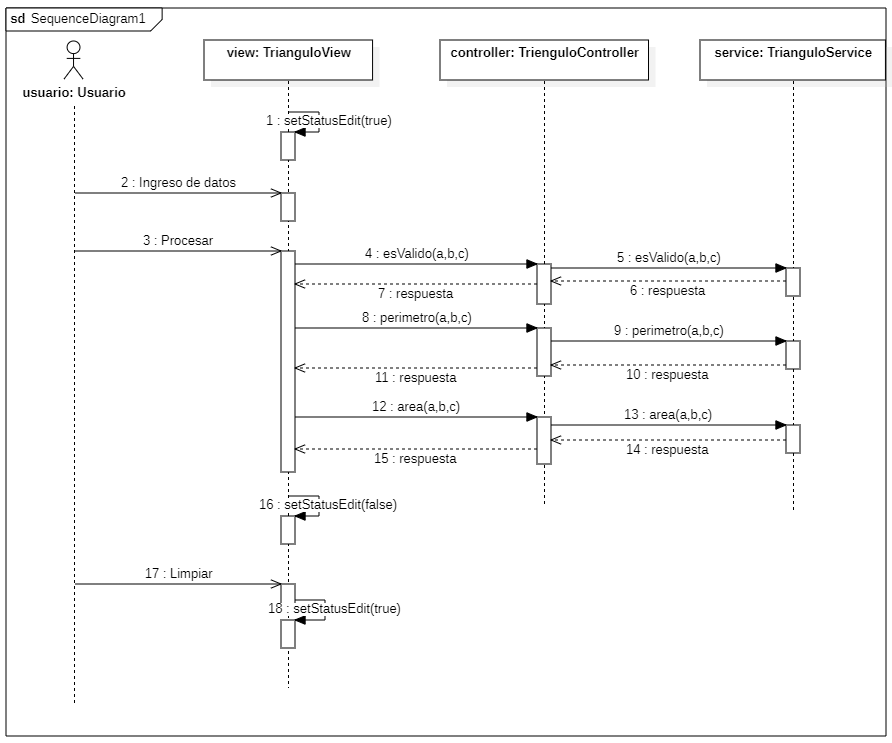 sd SequenceDiagram1
usuario: Usuario
view: TrianguloView
controller: TrienguloController
service: TrianguloService
1 : setStatusEdit(true)
2 : Ingreso de datos
3 : Procesar
4 : esValido(a,b,c)
5 : esValido(a,b,c)
6 : respuesta
7 : respuesta
8 : perimetro(a,b,c)
9 : perimetro(a,b,c)
10 : respuesta
11 : respuesta
12 : area(a,b,c)
13 : area(a,b,c)
14 : respuesta
15 : respuesta
16 : setStatusEdit(false)
17 : Limpiar
18 : setStatusEdit(true)